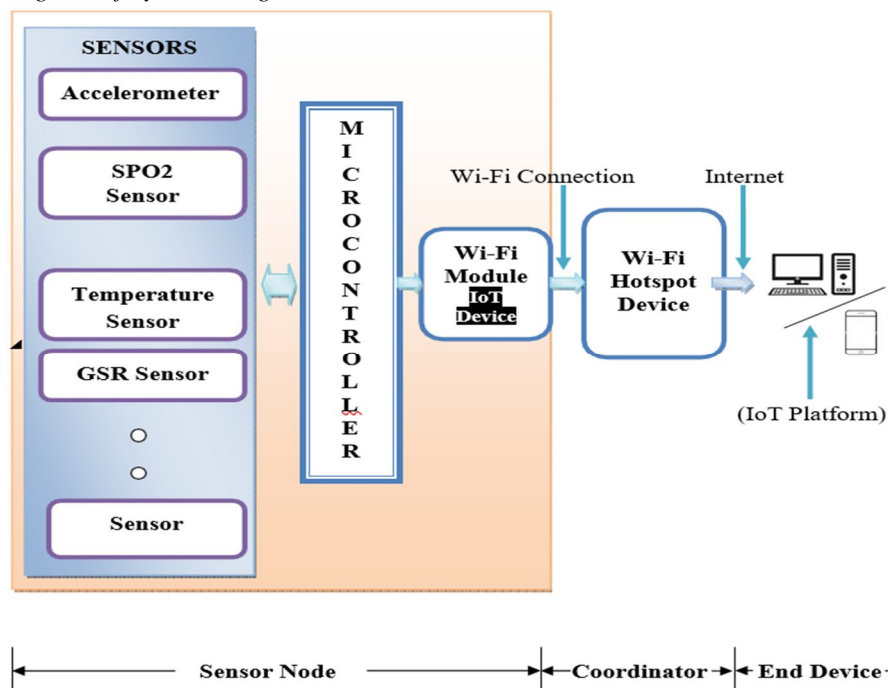 SENSORS
Accelerometer
SPO2
Sensor
Temperature
Sensor
GSR Sensor
Sensor
M
I
C
R
O
C
O
N
T
R
O
L
L
E
R
Wi-Fi Connection
Wi-Fi
Module
IoT
Device
Wi-Fi
Hotspot
Device
Internet
(IoT Platform)
Sensor Node
Coordinator
End Device